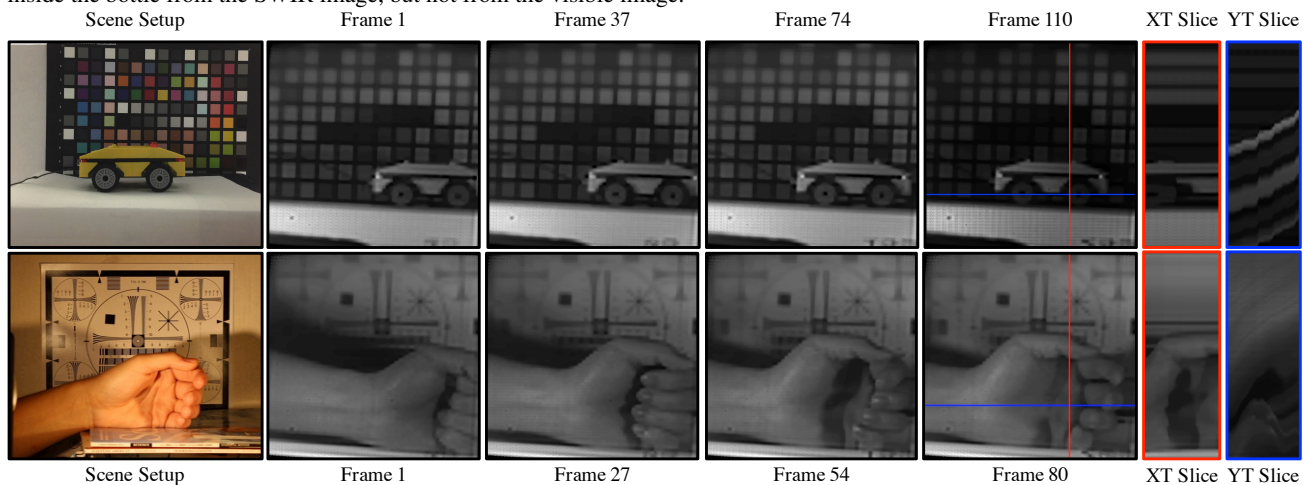 inside the bottle from the SWIR image, but not from the visible image.
Scene Setup Frame 1 Frame 37 Frame 74 Frame 110 XT Slice YT Slice
Scene Setup Frame 1 Frame 27 Frame 54 Frame 80 XT Slice YT Slice